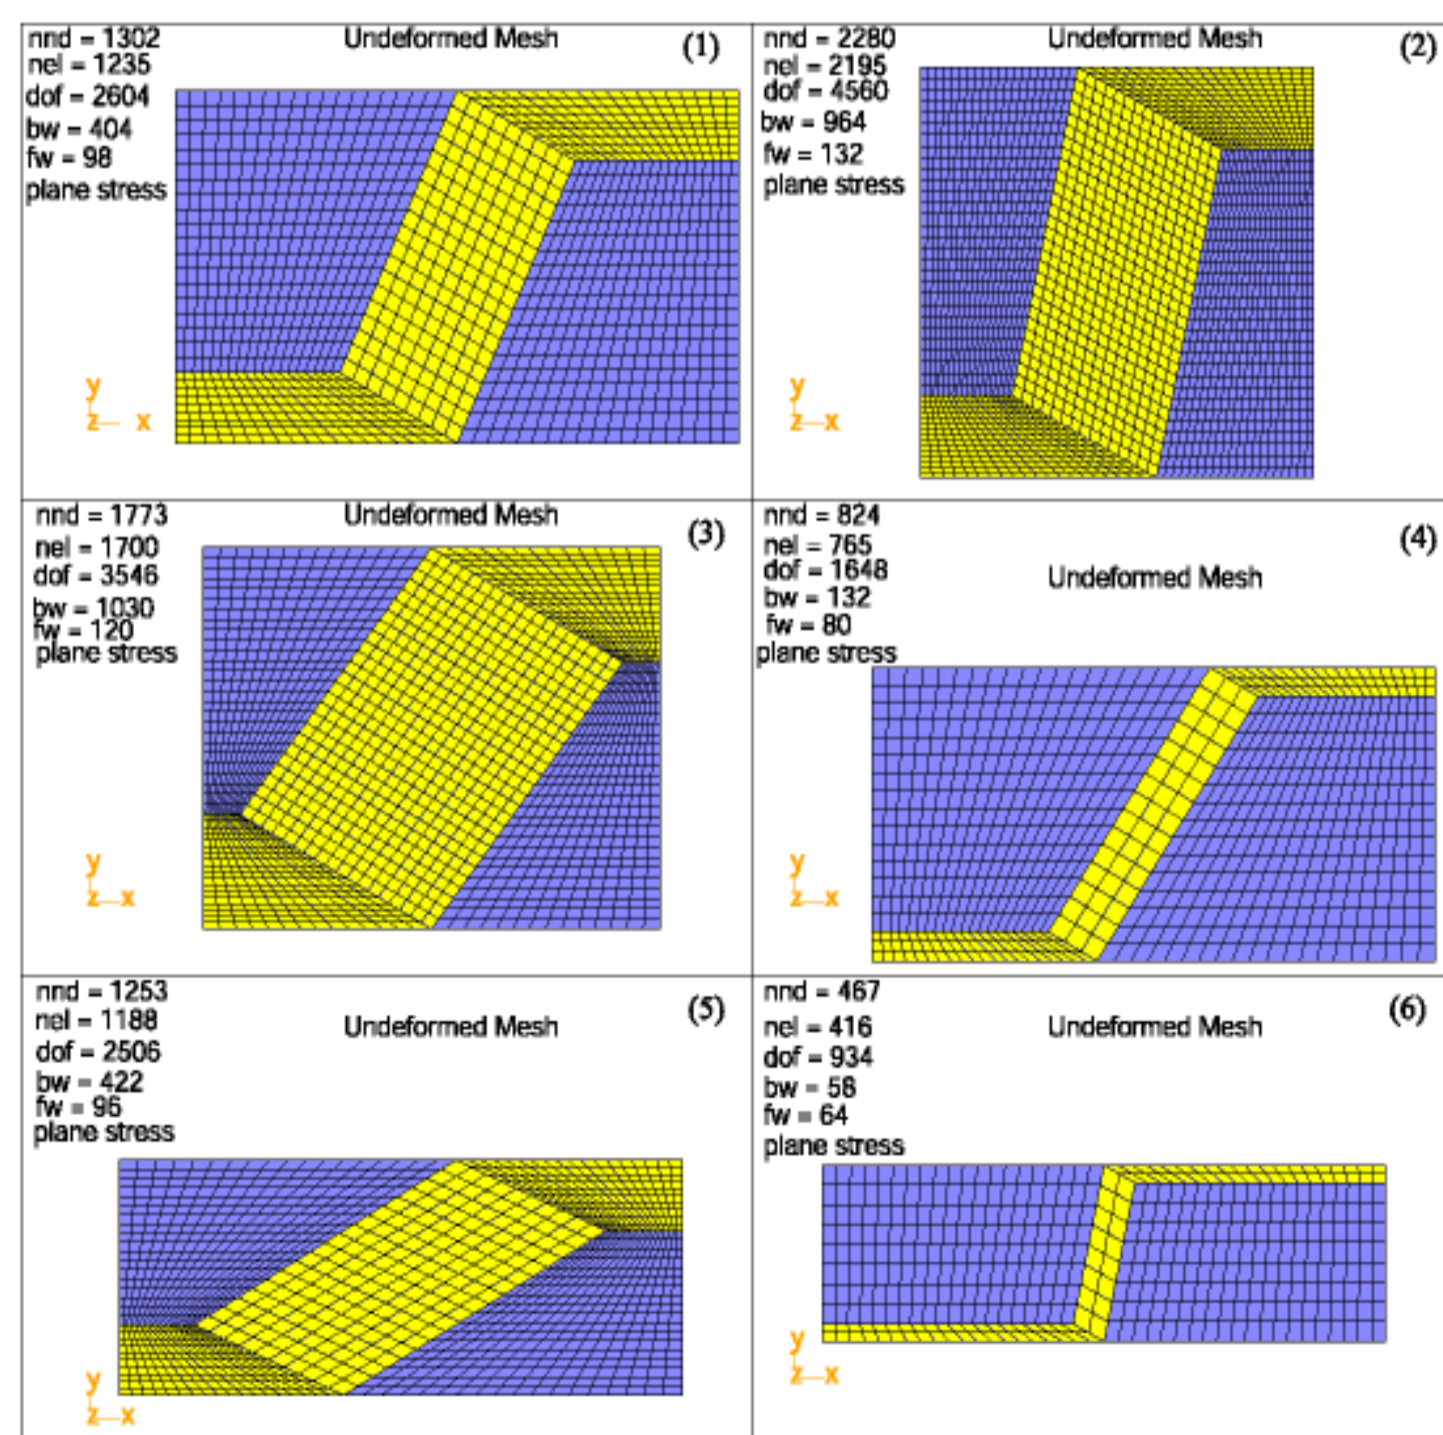 nnd = 1302
Undeformed Mesh
(1)
nel = 1235
dof = 2604
bw = 404
fw = 98
plane stress
y
z x
nnd = 2280
Undeformed Mesh
(2)
nel = 2195
dof = 4560
bw = 964
fw = 132
plane stress
y
z x
nnd = 1773
Undeformed Mesh
(3)
nel = 1700
dof = 3546
bw = 1030
fw = 120
plane stress
y
z x
nnd = 824
(4)
nel = 765
dof = 1648
Undeformed Mesh
bw = 132
fw = 80
plane stress
y
z x
nnd = 1253
(5)
nel = 1188
Undeformed Mesh
dof = 2506
bw = 422
fw = 96
plane stress
y
z x
nnd = 467
(6)
nel = 416
Undeformed Mesh
dof = 934
bw = 58
fw = 64
plane stress
y
z x